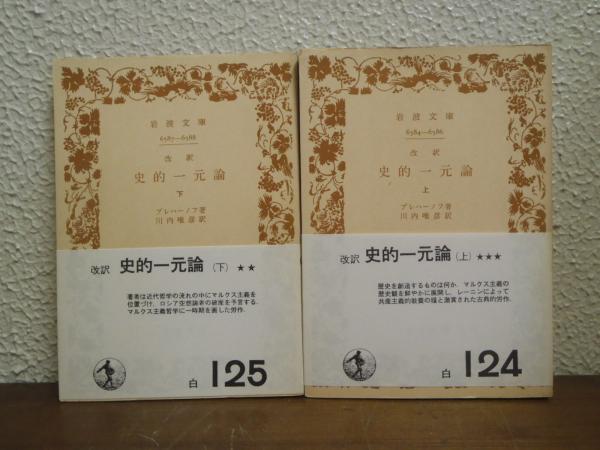 岩波文庫
6587—6588
改訳
史的一元論
下
プレハーノフ著
川内唯彦訳
改訳 史的一元論 (下) ★★
著者は近代哲学の流れの中にマルクス主義を
位置づけ、ロシア空想論者の破産を予言する.
マルクス主義哲学に一時期を画した労作.
白 125
岩波文庫
6584—6586
改訳
史的一元論
上
プレハーノフ著
川内唯彦訳
改訳 史的一元論 (上) ★★★
歴史を創造するものは何か. マルクス主義の
歴史観を鮮やかに展開し, レーニンによって
共産主義的教養の糧と激賞された古典的労作.
白 124